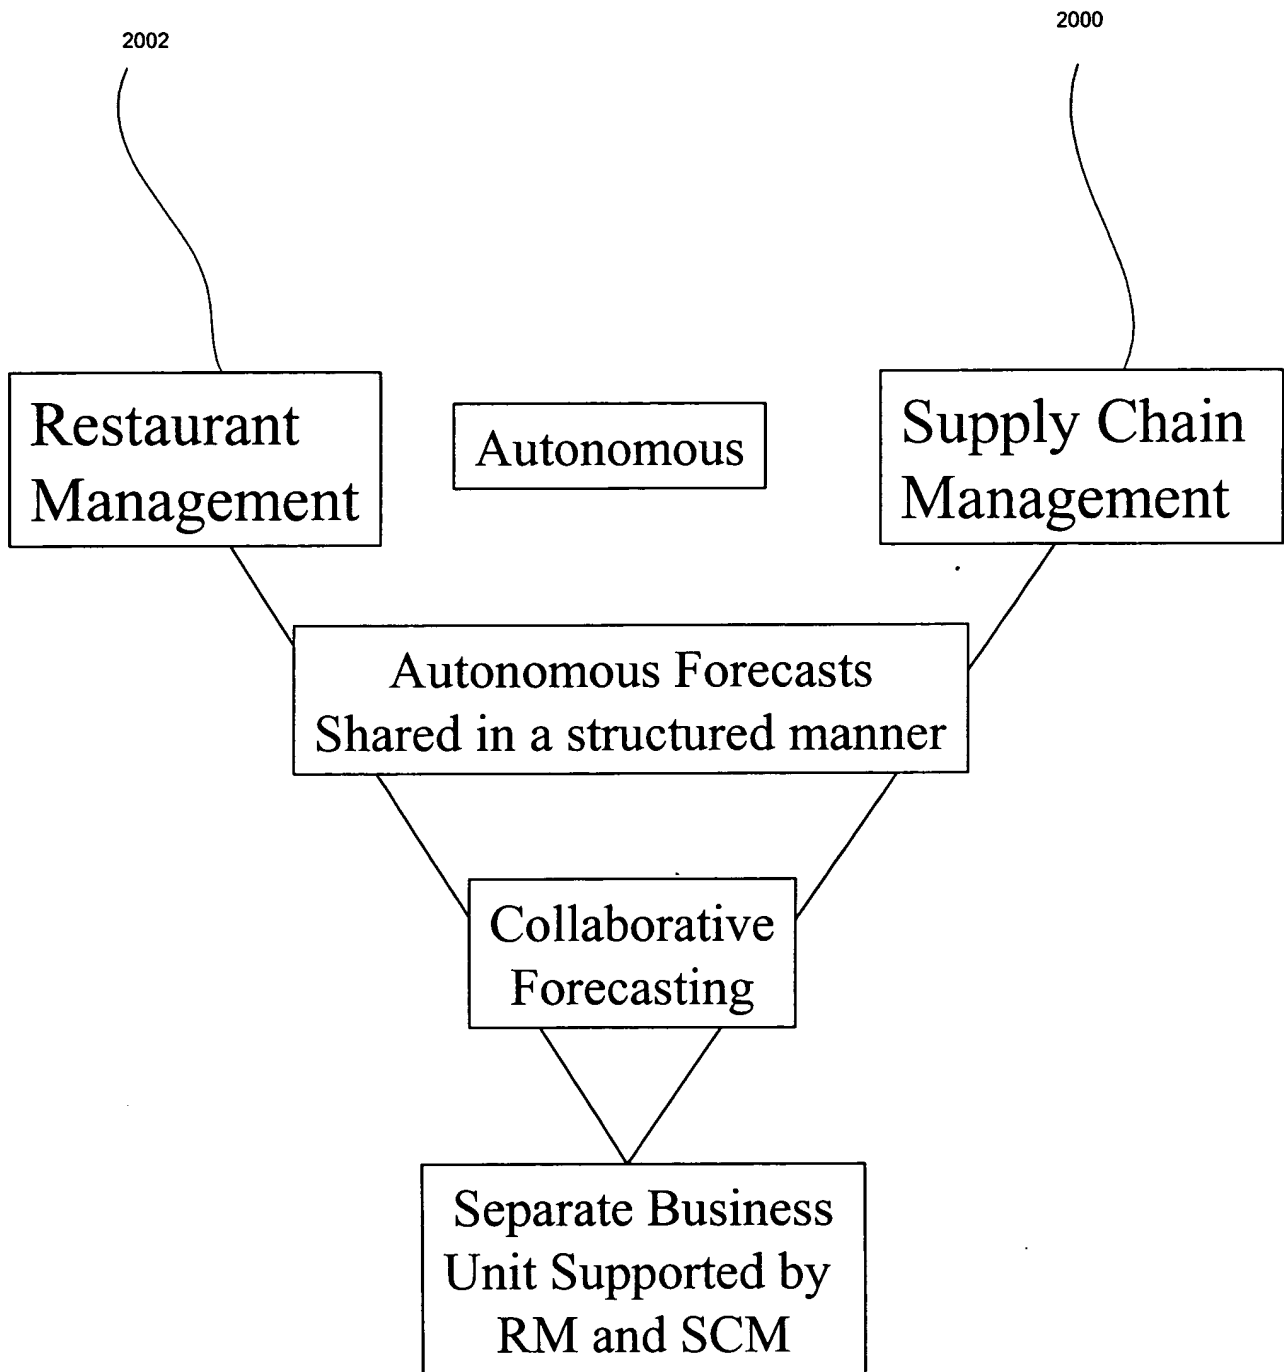 2002
2000
Restaurant
Management
Autonomous
Supply Chain
Management
Autonomous Forecasts
Shared in a structured manner
Collaborative
Forecasting
Separate Business
Unit Supported by
RM and SCM